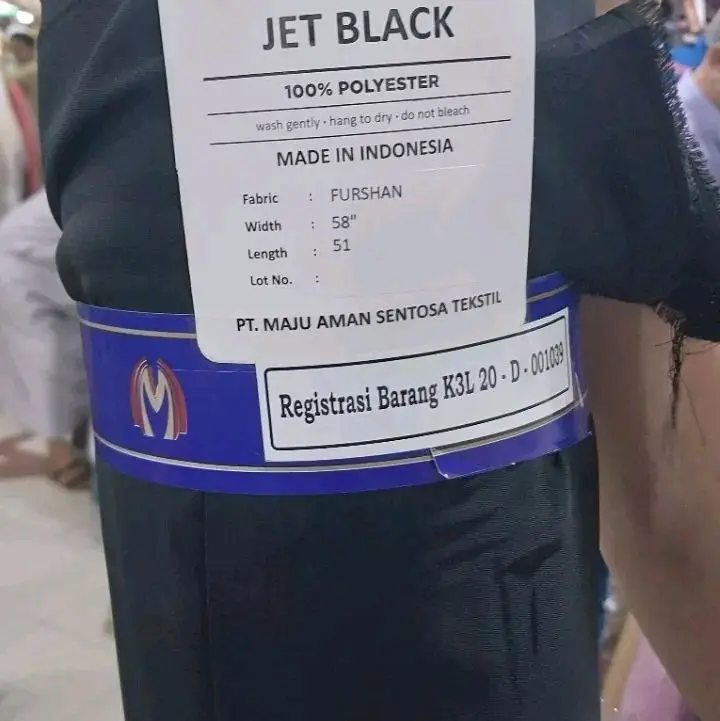 JET BLACK
100% POLYESTER
wash gently • hang to dry • do not bleach
MADE IN INDONESIA
Fabric : FURSHAN
Width : 58"
Length : 51
Lot No. :
PT. MAJU AMAN SENTOSA TEKSTIL
Registrasi Barang K3L 20 - D - 001039
M